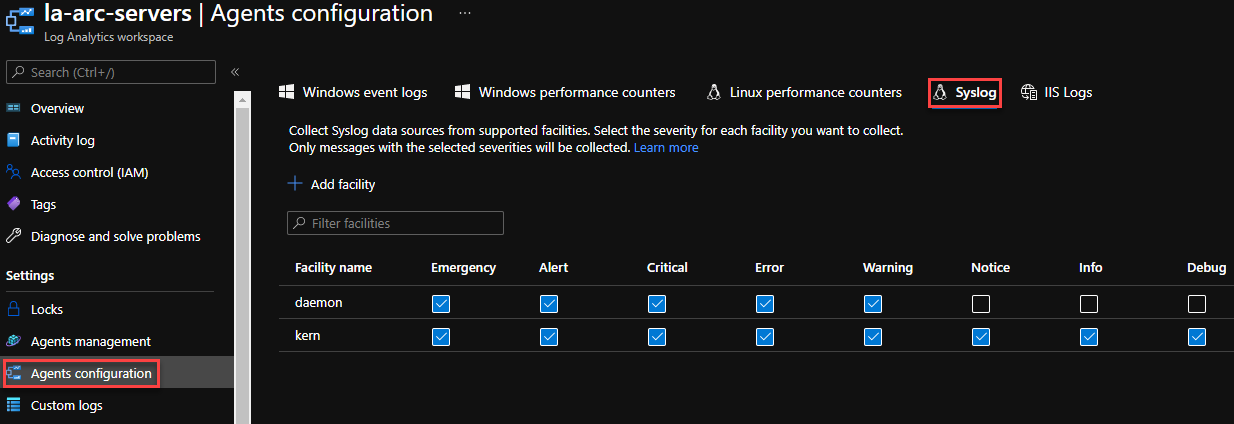 la-arc-servers | Agents configuration ...
Log Analytics workspace
Search (Ctrl+/)
«
Overview
Activity log
Access control (IAM)
Tags
Diagnose and solve problems
Settings
Locks
Agents management
Agents configuration
Custom logs
Windows event logs Windows performance counters Linux performance counters Syslog IIS Logs
Collect Syslog data sources from supported facilities. Select the severity for each facility you want to collect.
Only messages with the selected severities will be collected. Learn more
Add facility
Filter facilities
Facility name Emergency Alert Critical Error Warning Notice Info Debug
daemon
kern